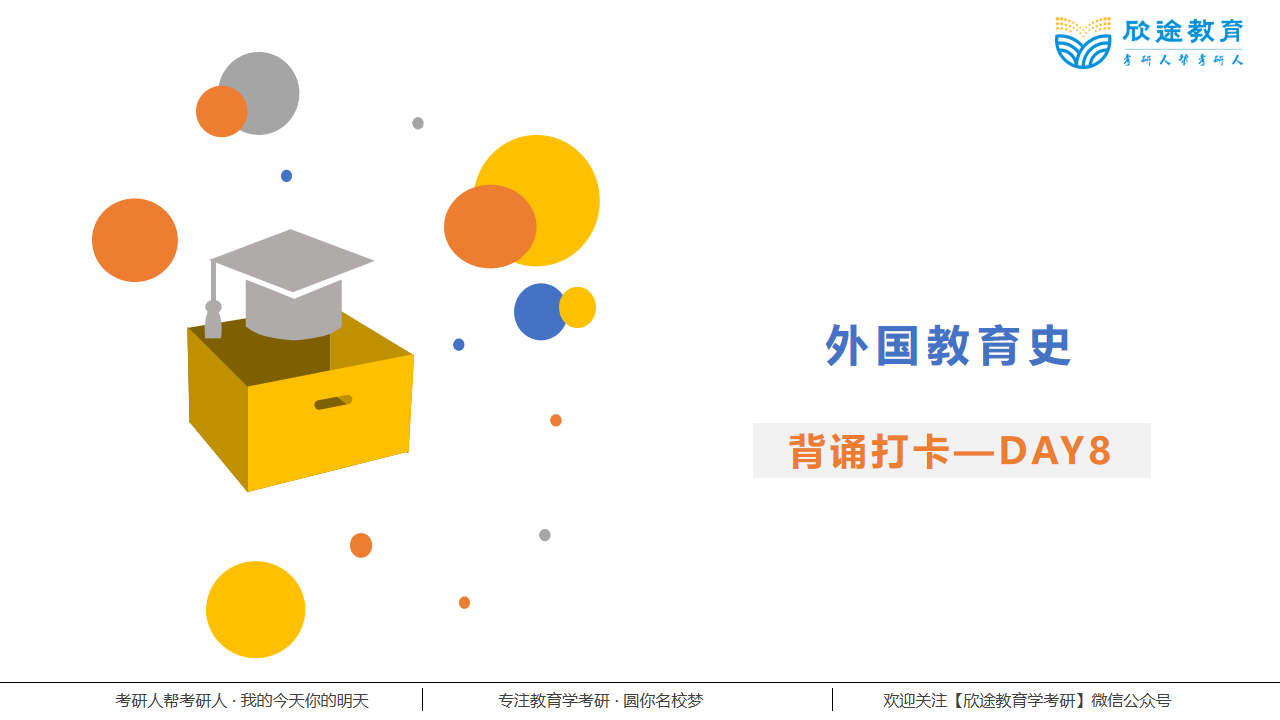 欣途教育
考研人帮考研人
外国教育史
背诵打卡—DAY8
考研人帮考研人 · 我的今天你的明天
专注教育学考研 · 圆你名校梦
欢迎关注【欣途教育学考研】微信公众号